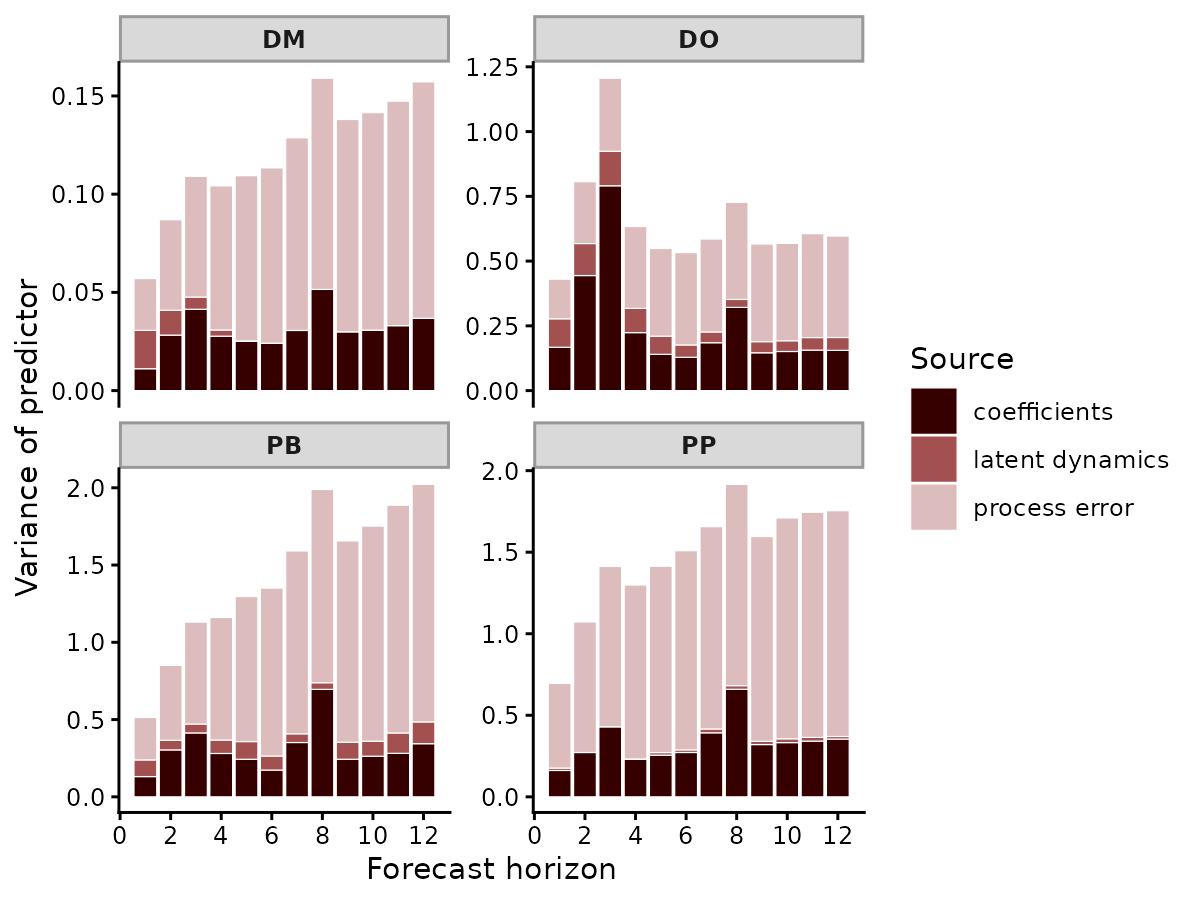 DM
DO
0.15
0.10
0.05
0.00
1.25
1.00
0.75
0.50
0.25
0.00
Variance of predictor
PB
PP
2.0
1.5
1.0
0.5
0.0
2.0
1.5
1.0
0.5
0.0
0 2 4 6 8 10 12
0 2 4 6 8 10 12
Forecast horizon
Source
coefficients
latent dynamics
process error